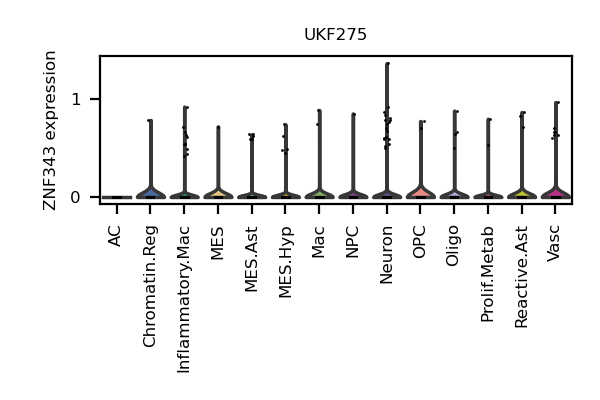 UKF275
ZNF343 expression
1
0
AC
Chromatin.Reg
Inflammatory.Mac
MES
MES.Ast
MES.Hyp
Mac
NPC
Neuron
OPC
Oligo
Prolif.Metab
Reactive.Ast
Vasc